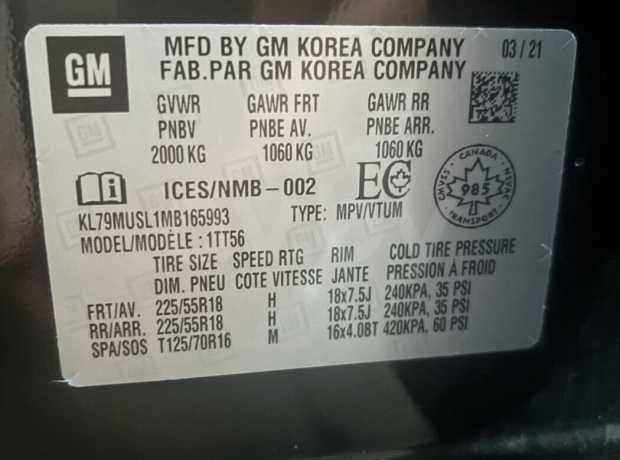 GM
MFD BY GM KOREA COMPANY 03/21
FAB.PAR GM KOREA COMPANY
GVWR GAWR FRT GAWR RR
PNBV PNBE AV. PNBE ARR.
2000 KG 1060 KG 1060 KG
ICES/NMB-002 EC
CANADA
CMVSS NSVAC
985
TRANSPORT
KL79MUSL1MB165993 TYPE: MPV/VTUM
MODEL/MODÈLE : 1TT56
TIRE SIZE SPEED RTG RIM COLD TIRE PRESSURE
DIM. PNEU COTE VITESSE JANTE PRESSION À FROID
FRT/AV. 225/55R18 H 18x7.5J 240KPA, 35 PSI
RR/ARR. 225/55R18 H 18x7.5J 240KPA, 35 PSI
SPA/SOS T125/70R16 M 16x4.0BT 420KPA, 60 PSI